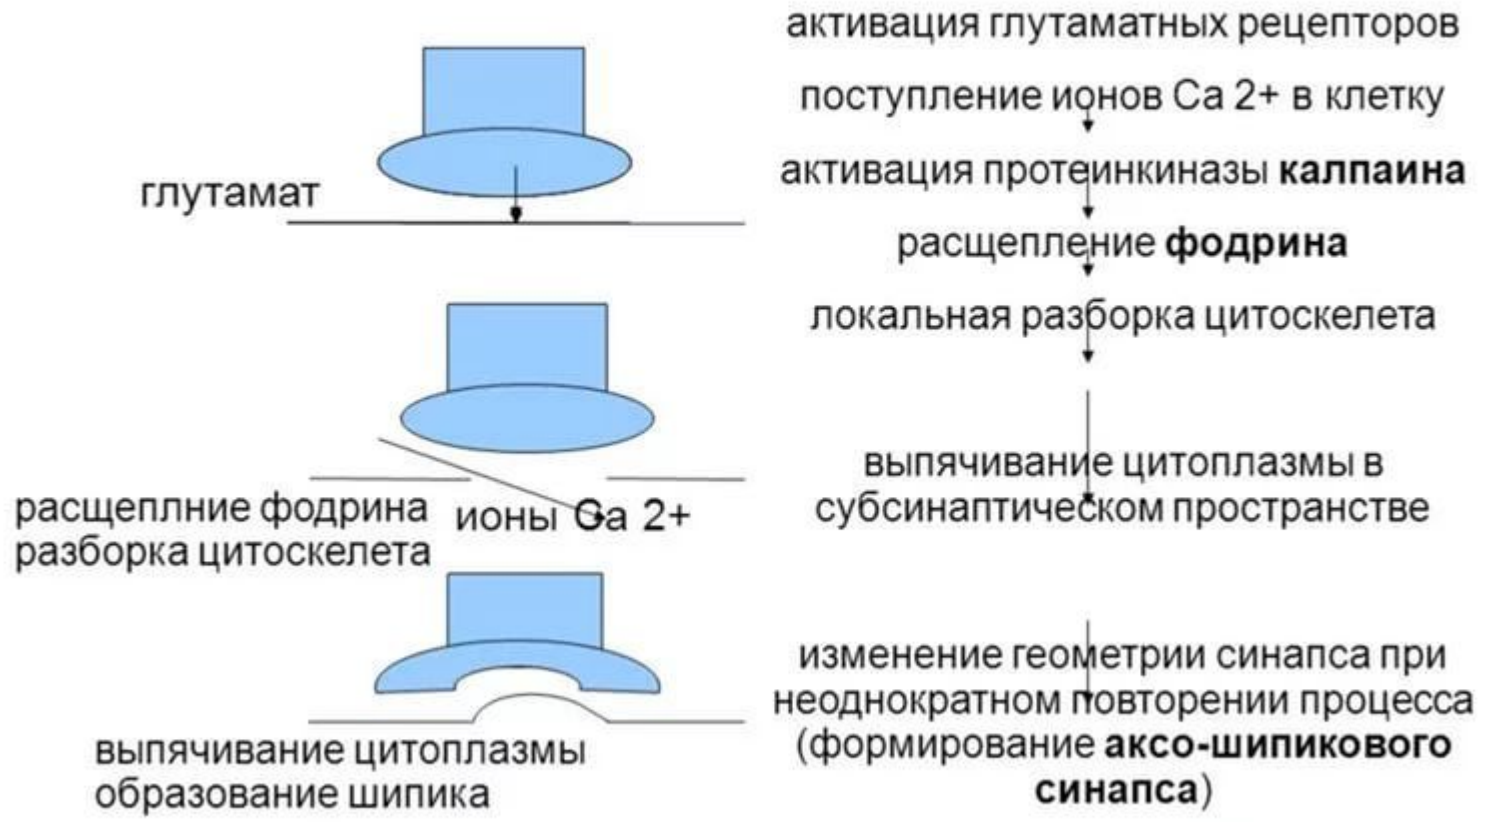 глутамат
расщеплние фодрина
разборка цитоскелета
ионы Са 2+
выпячивание цитоплазмы
образование шипика
активация глутаматных рецепторов
поступление ионов Са 2+ в клетку
активация протеинкиназы калпаина
расщепление фодрина
локальная разборка цитоскелета
выпячивание цитоплазмы в
субсинаптическом пространстве
изменение геометрии синапса при
неоднократном повторении процесса
(формирование аксо-шипикового
синапса)